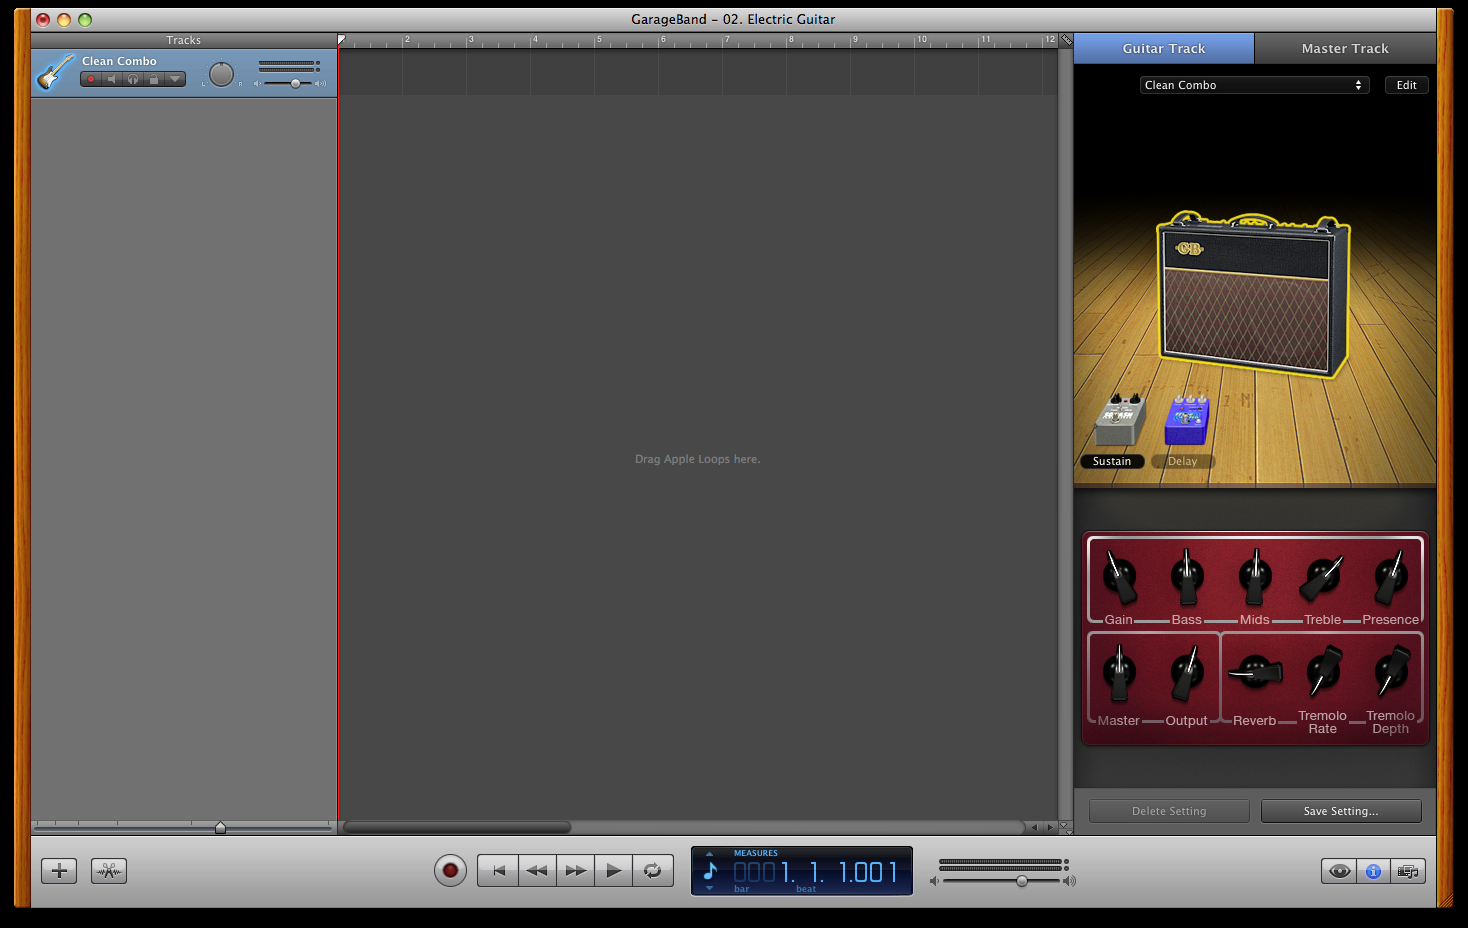 GarageBand – 02. Electric Guitar
Tracks
2 3 4 5 6 7 8 9 10 11 12
Guitar Track
Master Track
Clean Combo
L R
Clean Combo
Edit
GB
Drag Apple Loops here.
Sustain
Delay
Gain Bass Mids Treble Presence
Master Output Reverb Tremolo Rate Tremolo Depth
Delete Setting
Save Setting...
MEASURES
0001. 1. 1.001
bar beat